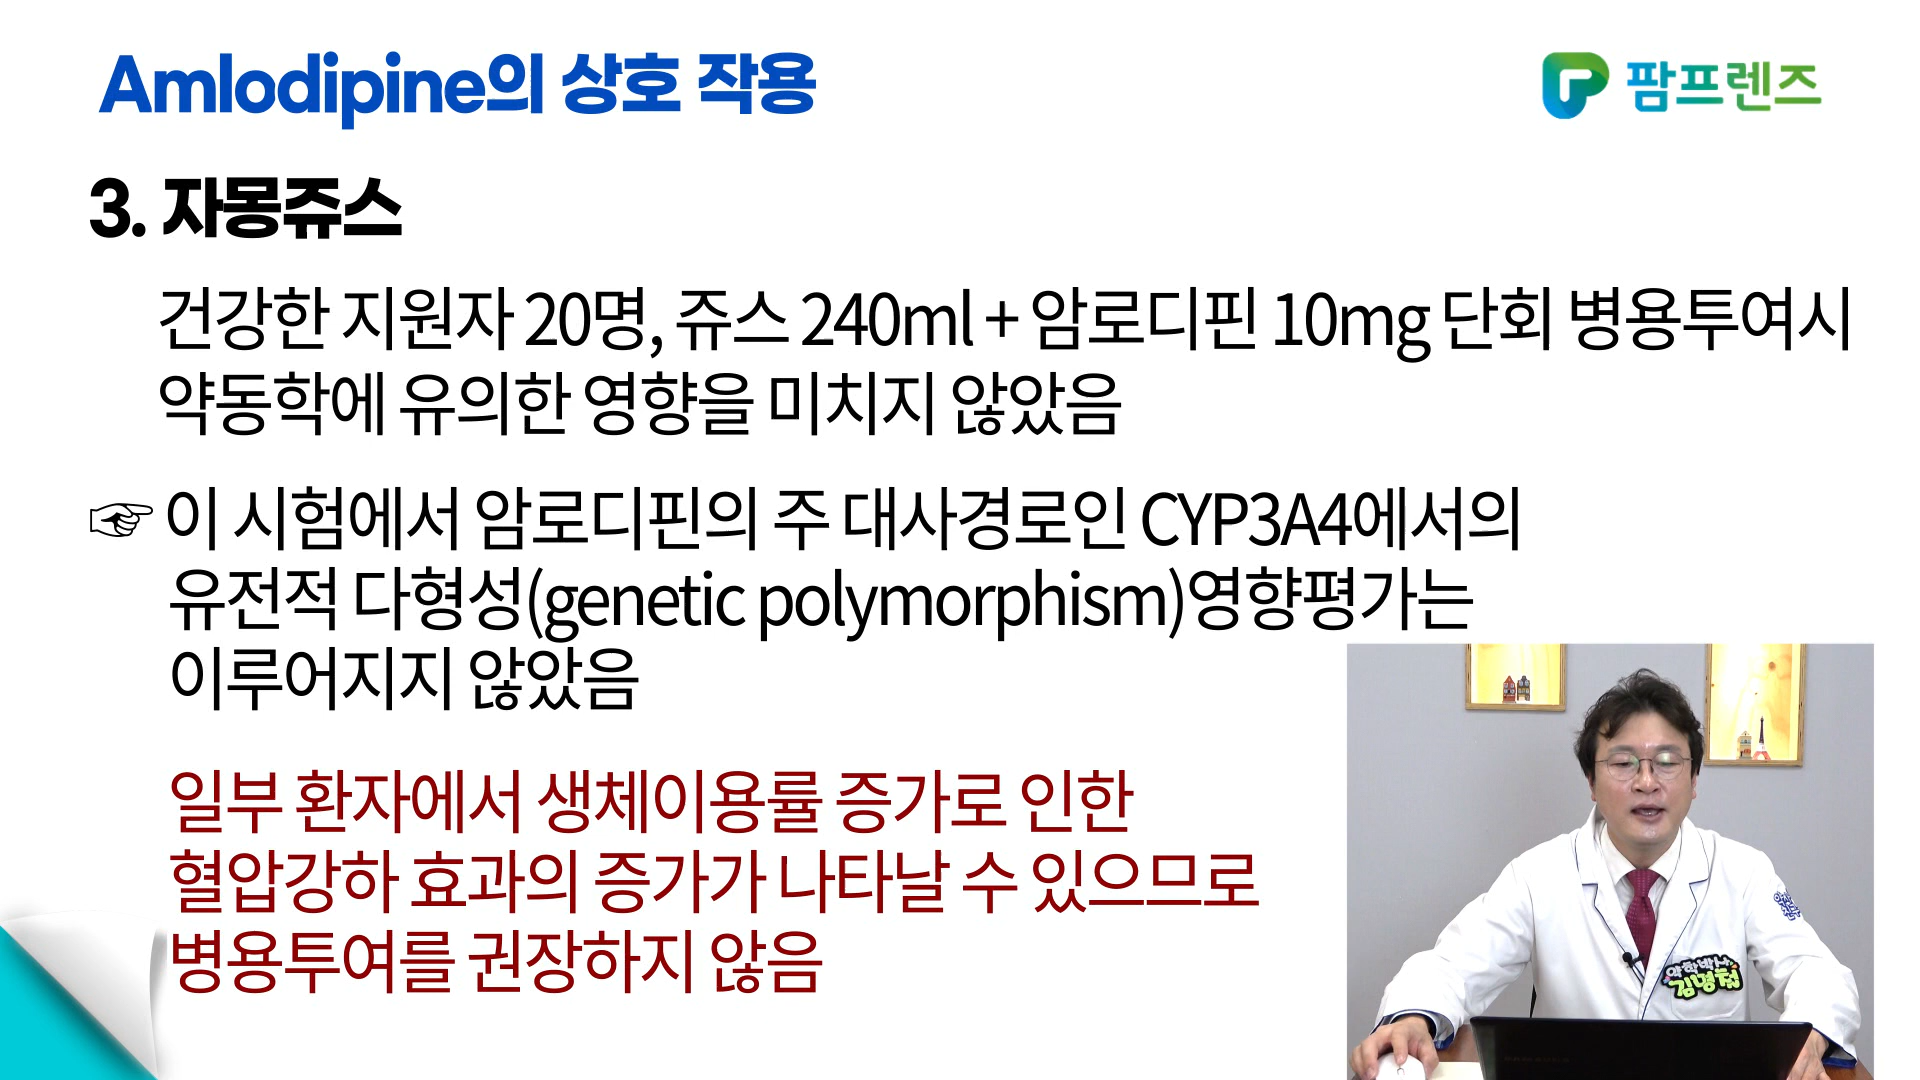 Amlodipine의 상호 작용
팜프렌즈
3. 자몽쥬스
건강한 지원자 20명, 쥬스 240ml + 암로디핀 10mg 단회 병용투여시
약동학에 유의한 영향을 미치지 않았음
☞ 이 시험에서 암로디핀의 주 대사경로인 CYP3A4에서의
유전적 다형성(genetic polymorphism)영향평가는
이루어지지 않았음
일부 환자에서 생체이용률 증가로 인한
혈압강하 효과의 증가가 나타날 수 있으므로
병용투여를 권장하지 않음
약학박사
김명철